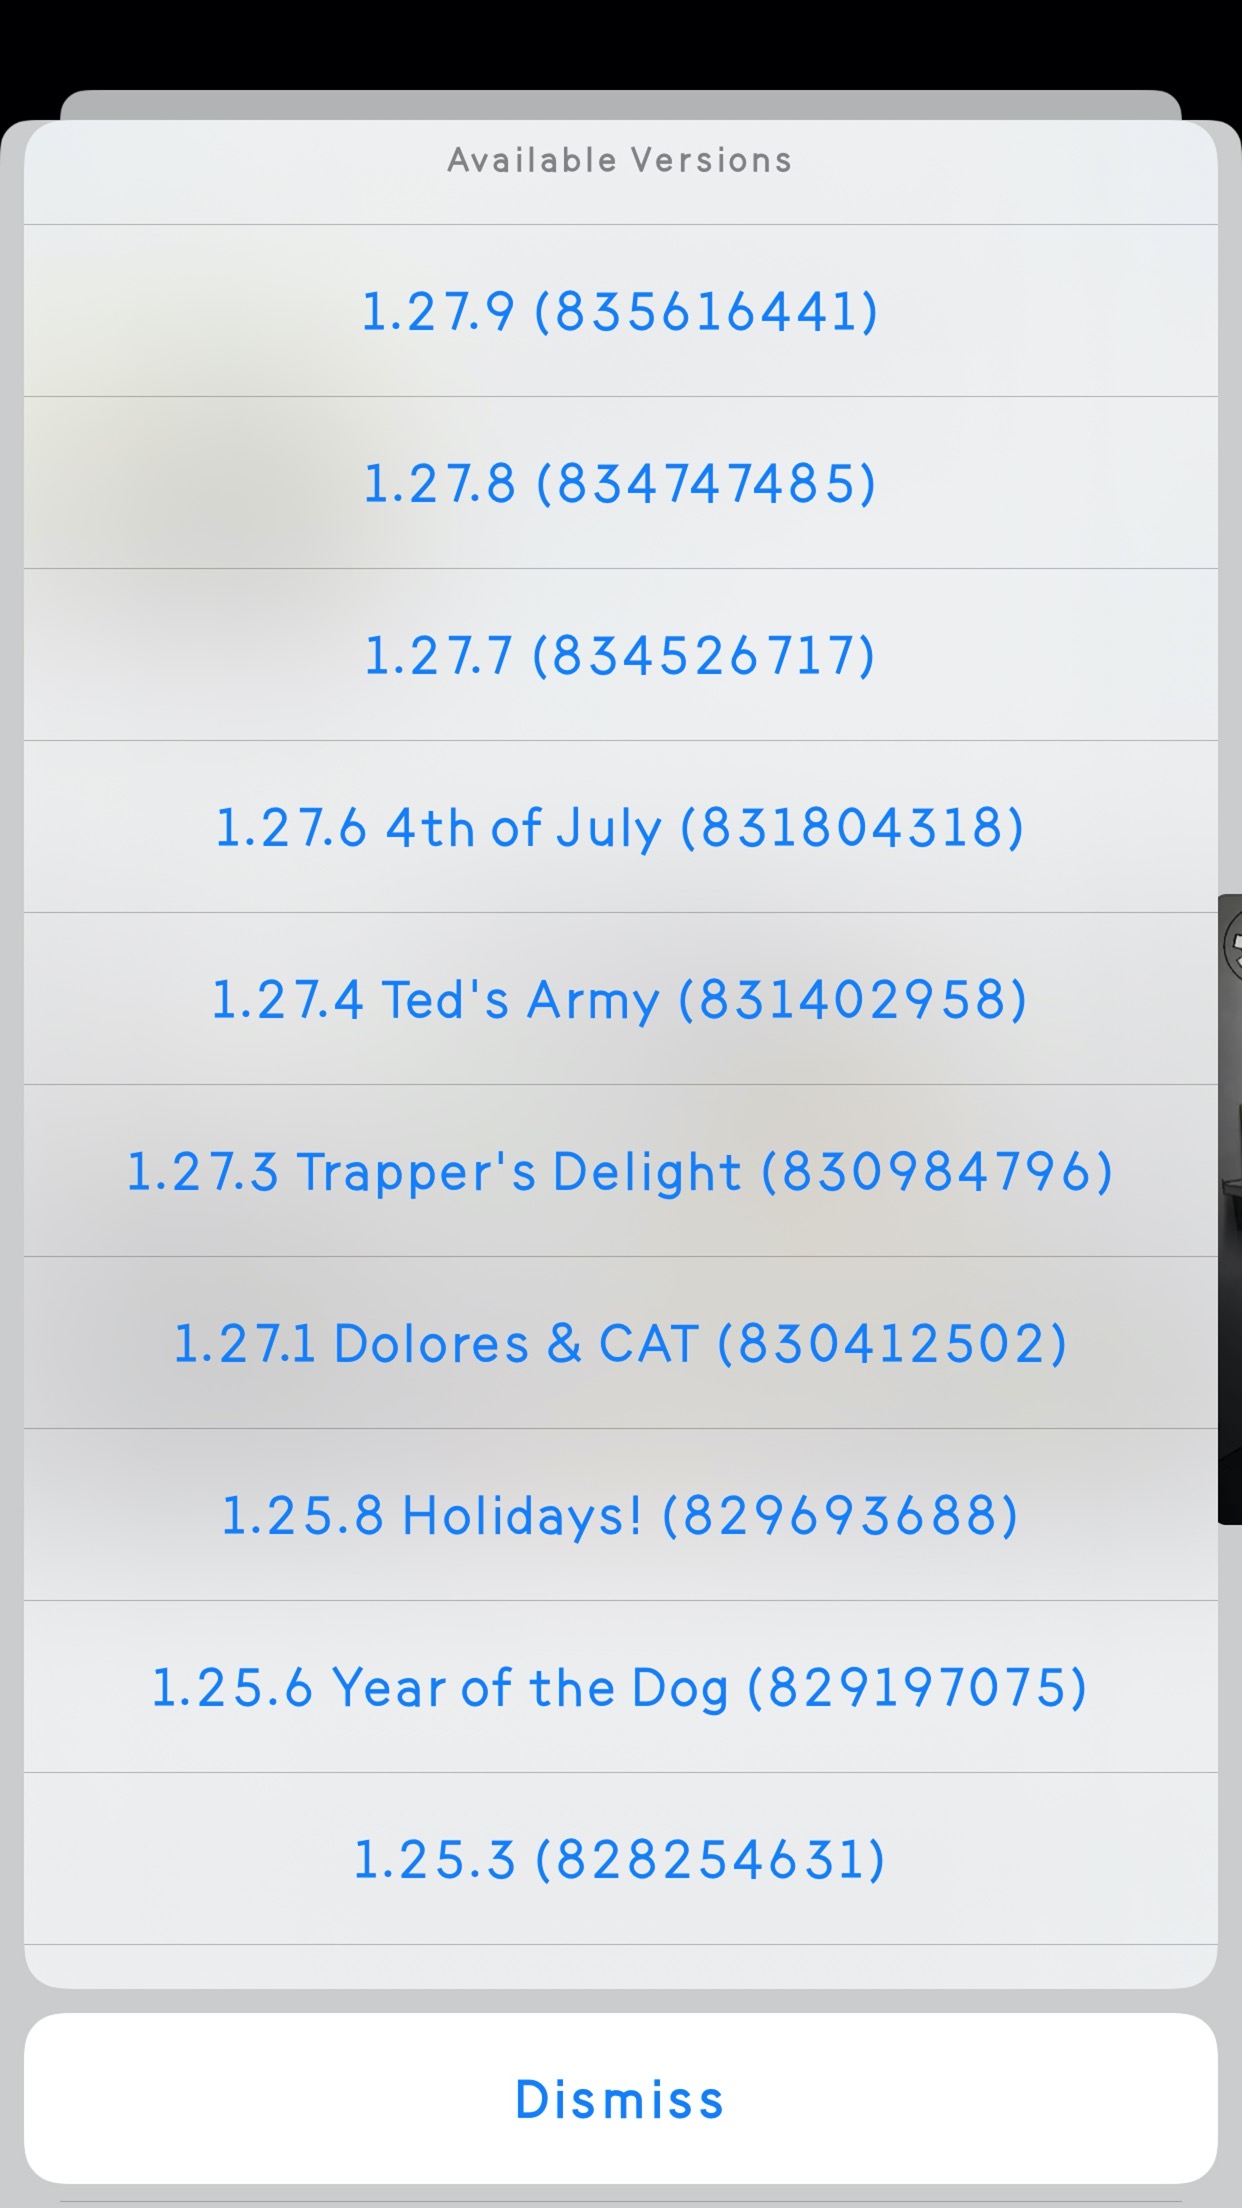 Available Versions
1.27.9 (835616441)
1.27.8 (834747485)
1.27.7 (834526717)
1.27.6 4th of July (831804318)
1.27.4 Ted's Army (831402958)
1.27.3 Trapper's Delight (830984796)
1.27.1 Dolores & CAT (830412502)
1.25.8 Holidays! (829693688)
1.25.6 Year of the Dog (829197075)
1.25.3 (828254631)
Dismiss